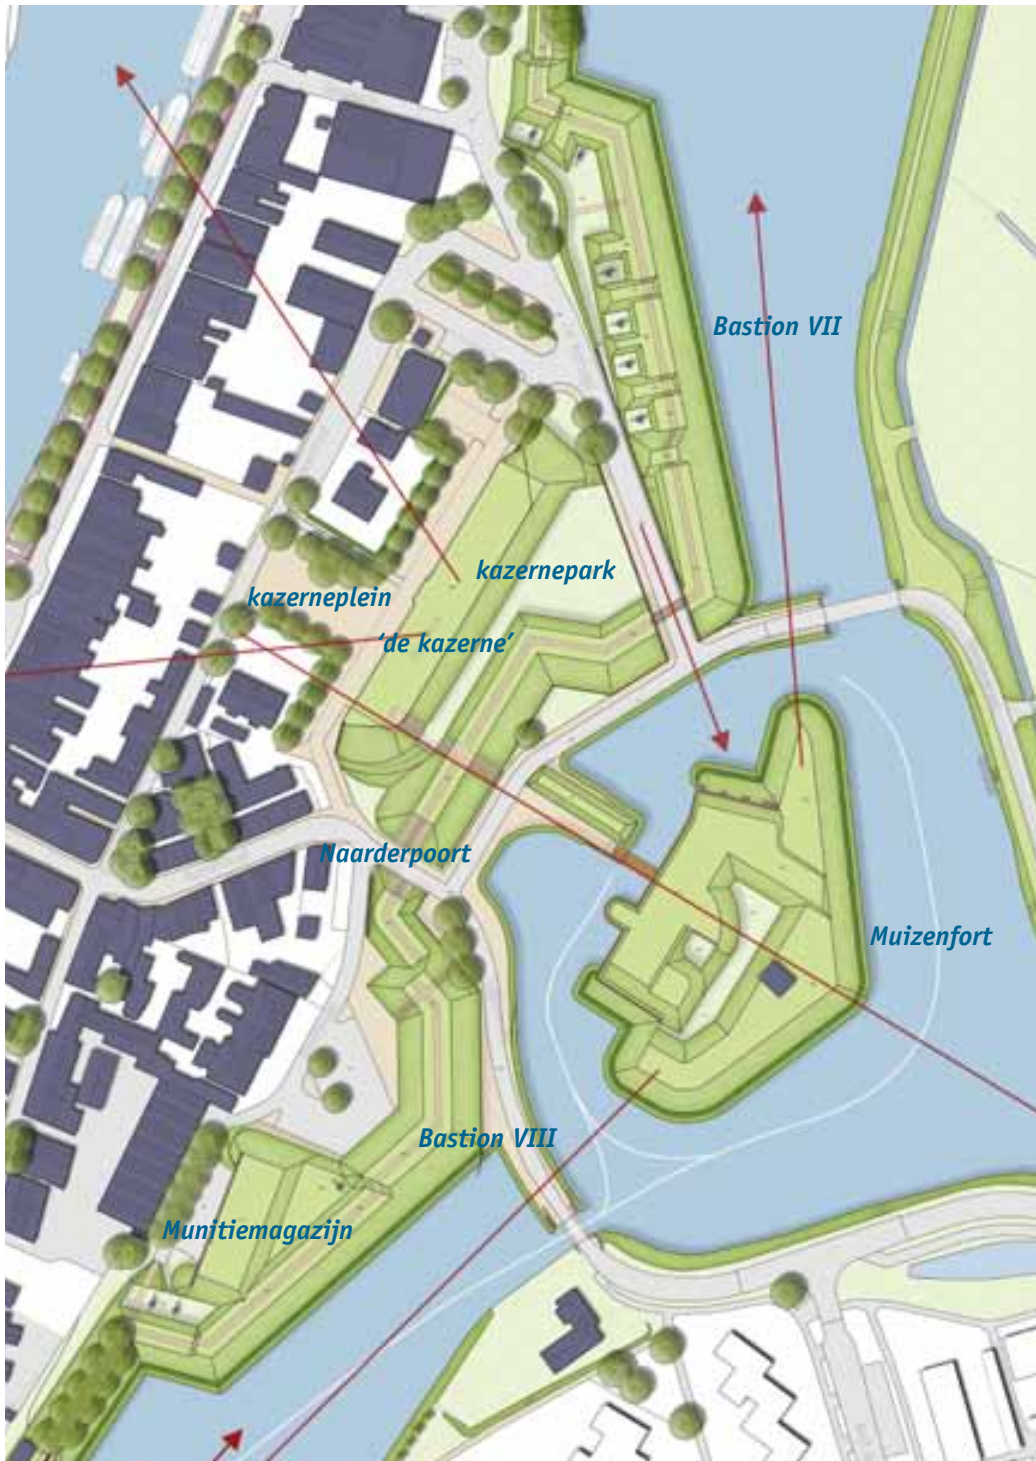 Bastion VII
kazernepark
kazerneplein
‘de kazerne’
Naarderpoort
Muizenfort
Bastion VIII
Munitiemagazijn